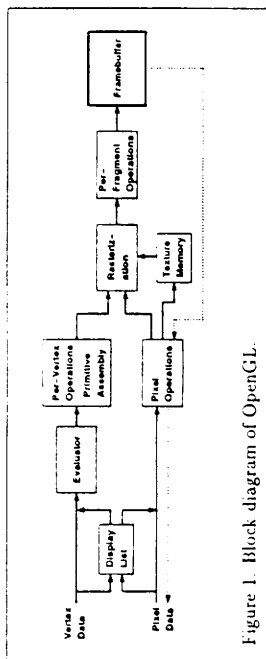 Vertex
Data
Pixel
Data
Display
List
Evaluator
Per-Vertex
Operations
Primitive
Assembly
Pixel
Operations
Rasteriz-
ation
Texture
Memory
Per-
Fragment
Operations
Framebuffer
Figure 1. Block diagram of OpenGL.